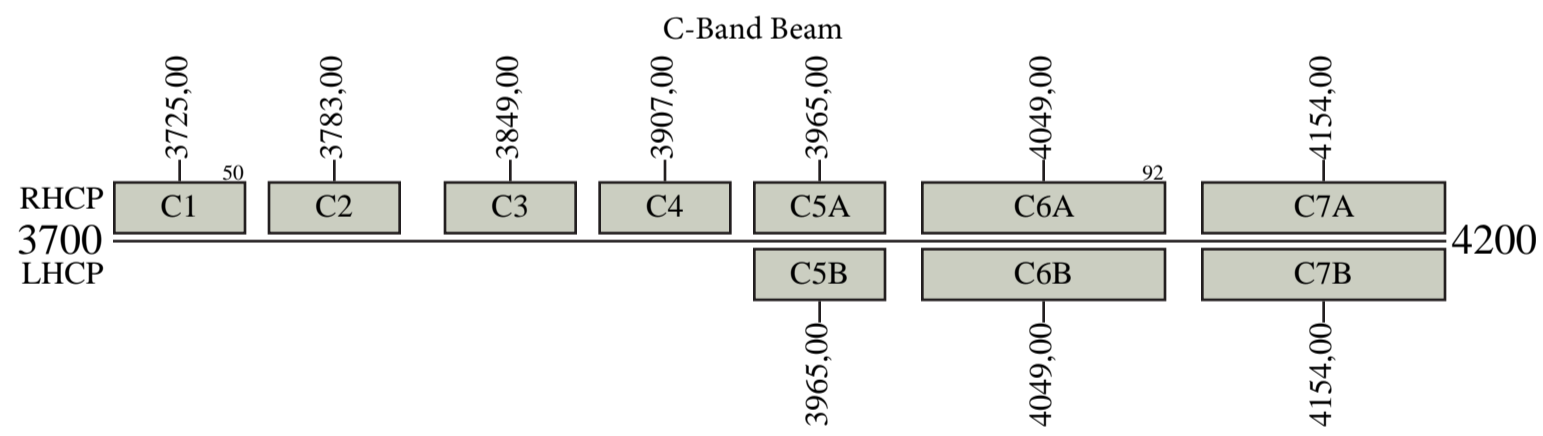 C-Band Beam
3725,00 3783,00 3849,00 3907,00 3965,00 4049,00 4154,00
50 92
RHCP C1 C2 C3 C4 C5A C6A C7A
3700 4200
LHCP C5B C6B C7B
3965,00 4049,00 4154,00